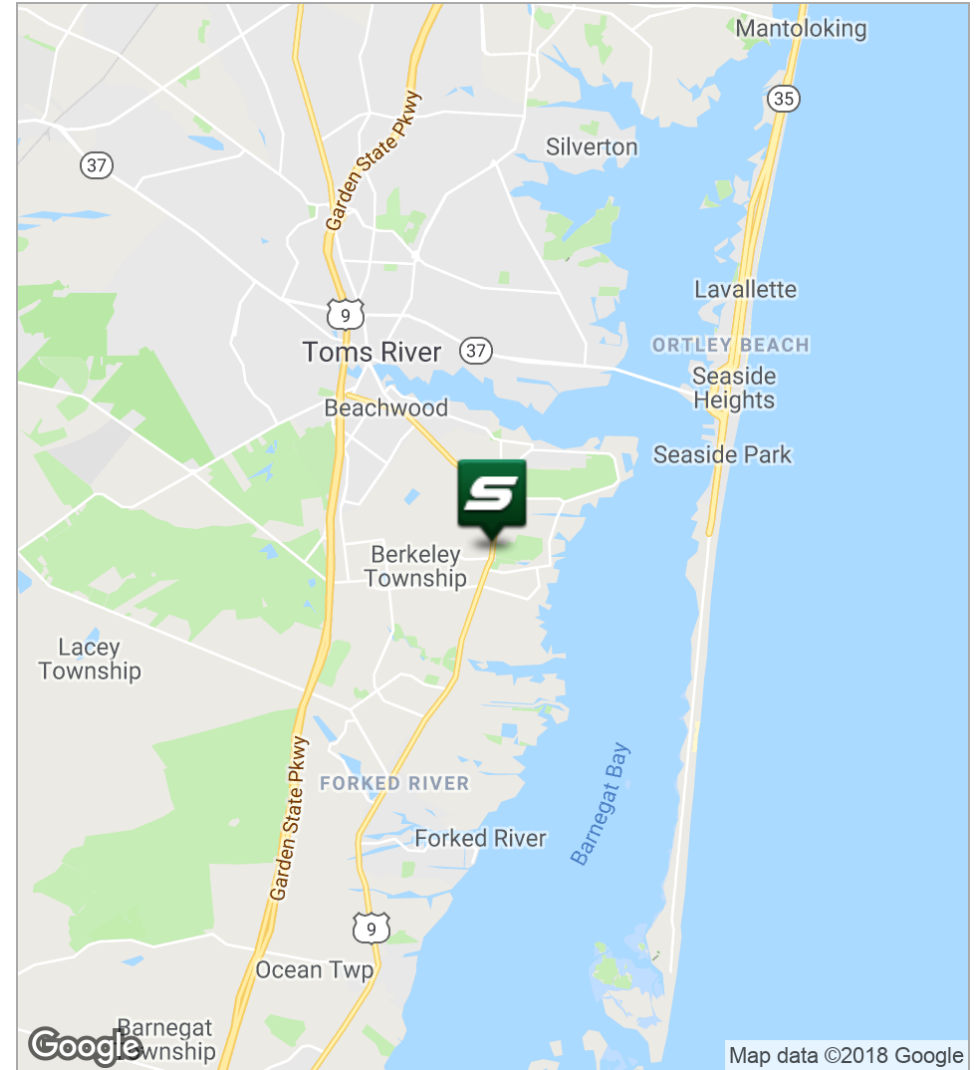 Mantoloking
35
Silverton
37
Garden State Pkwy
Lavallette
9
ORTLEY BEACH
Toms River
37
Seaside
Heights
Beachwood
Seaside Park
S
Berkeley
Township
Lacey
Township
Garden State Pkwy
FORKED RIVER
Barnegat Bay
Forked River
9
Ocean Twp
Barnegat
Township
Google
Map data ©2018 Google